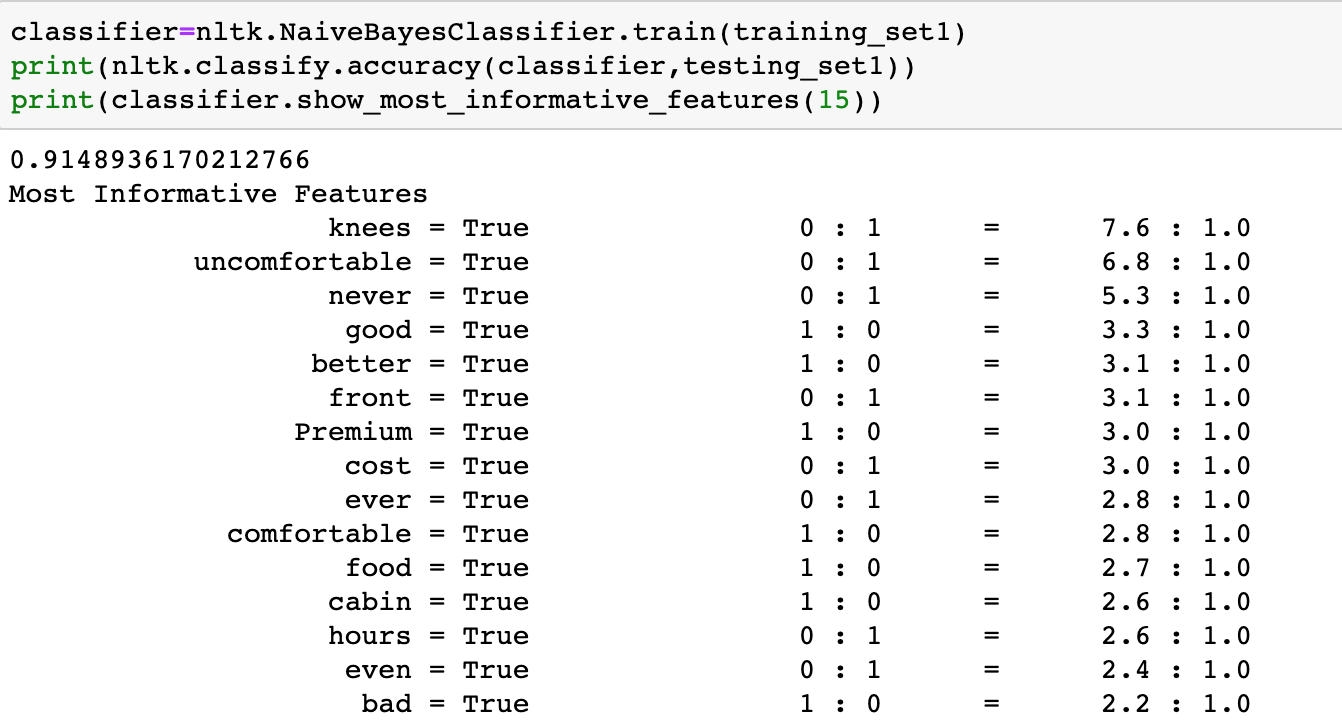 classifier=nltk.NaiveBayesClassifier.train(training_set1)
print(nltk.classify.accuracy(classifier,testing_set1))
print(classifier.show_most_informative_features(15))
0.9148936170212766
Most Informative Features
knees = True 0 : 1 = 7.6 : 1.0
uncomfortable = True 0 : 1 = 6.8 : 1.0
never = True 0 : 1 = 5.3 : 1.0
good = True 1 : 0 = 3.3 : 1.0
better = True 1 : 0 = 3.1 : 1.0
front = True 0 : 1 = 3.1 : 1.0
Premium = True 1 : 0 = 3.0 : 1.0
cost = True 0 : 1 = 3.0 : 1.0
ever = True 0 : 1 = 2.8 : 1.0
comfortable = True 1 : 0 = 2.8 : 1.0
food = True 1 : 0 = 2.7 : 1.0
cabin = True 1 : 0 = 2.6 : 1.0
hours = True 0 : 1 = 2.6 : 1.0
even = True 0 : 1 = 2.4 : 1.0
bad = True 1 : 0 = 2.2 : 1.0